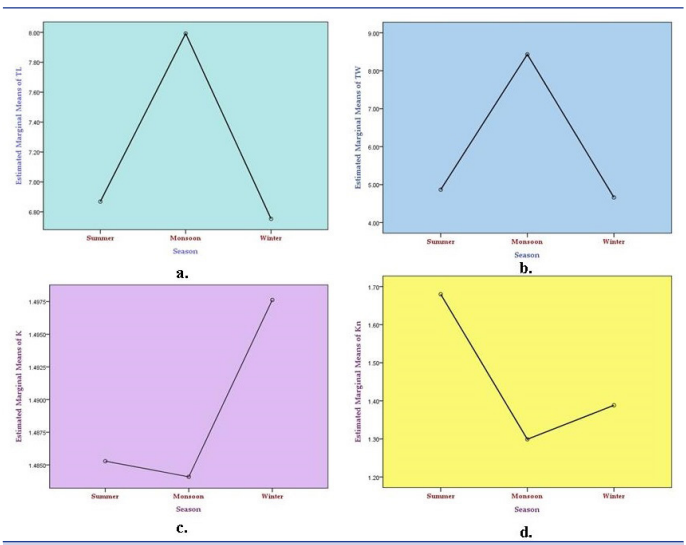 Estimated Marginal Means of TL
8.00
7.80
7.60
7.40
7.20
7.00
6.80
Summer Monsoon Winter
Season
a.
Estimated Marginal Means of TW
9.00
8.00
7.00
6.00
5.00
4.00
Summer Monsoon Winter
Season
b.
Estimated Marginal Means of K
1.4975
1.4950
1.4925
1.4900
1.4875
1.4850
Summer Monsoon Winter
Season
c.
Estimated Marginal Means of Kn
1.70
1.60
1.50
1.40
1.30
1.20
Summer Monsoon Winter
Season
d.